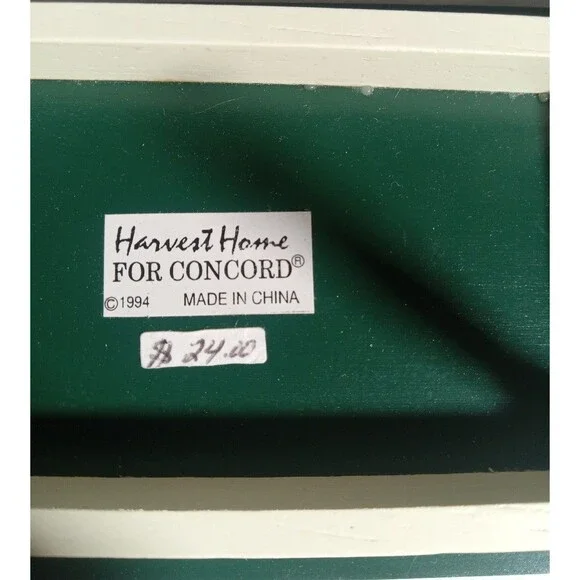 Harvest Home
FOR CONCORD®
©1994 MADE IN CHINA
$ 24.00